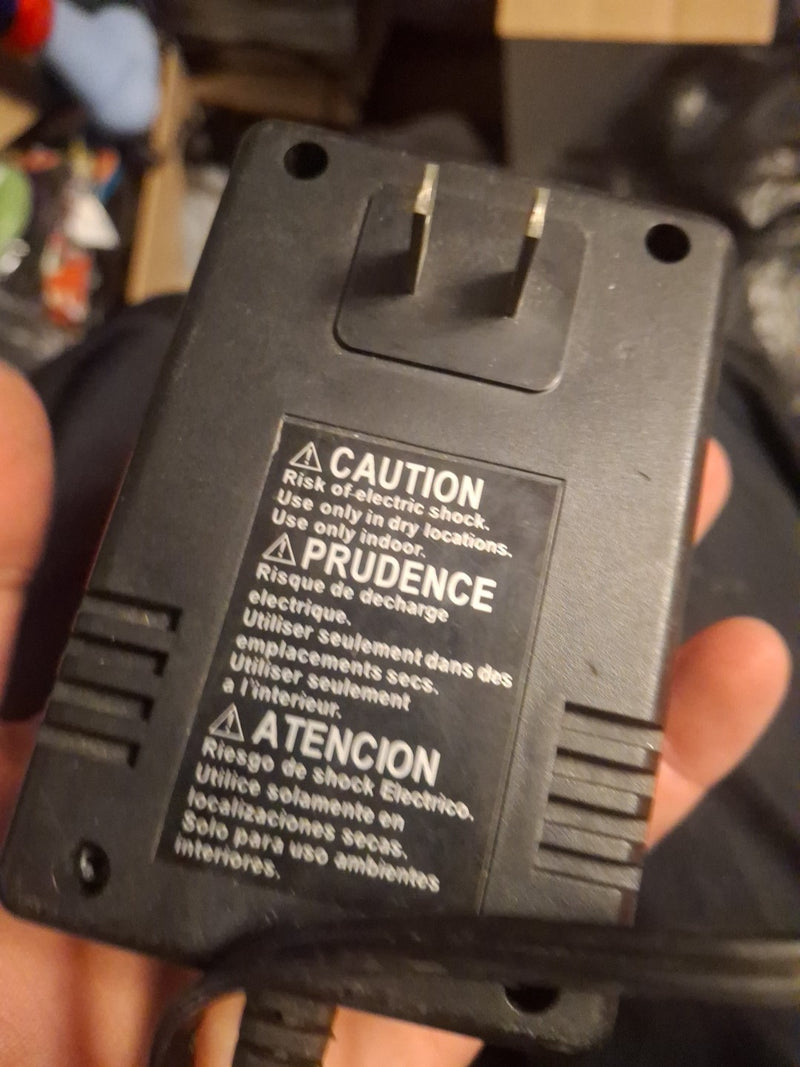 CAUTION
Risk of electric shock.
Use only in dry locations.
Use only indoor.
PRUDENCE
Risque de decharge
electrique.
Utiliser seulement dans des
emplacements secs.
Utiliser seulement
a l'interieur.
ATENCION
Riesgo de shock Electrico.
Utilice solamente en
localizaciones secas.
Solo para uso ambientes
interiores.